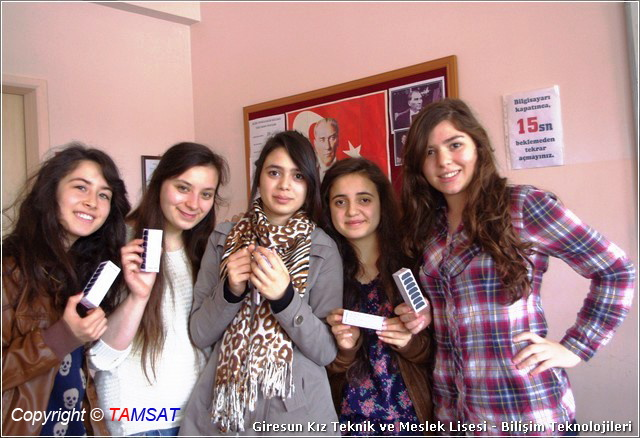 Bilgisayarı
kapatınca,
15sn
beklemeden
tekrar
açmayınız.
Copyright © TAMSAT
Giresun Kız Teknik ve Meslek Lisesi - Bilişim Teknolojileri